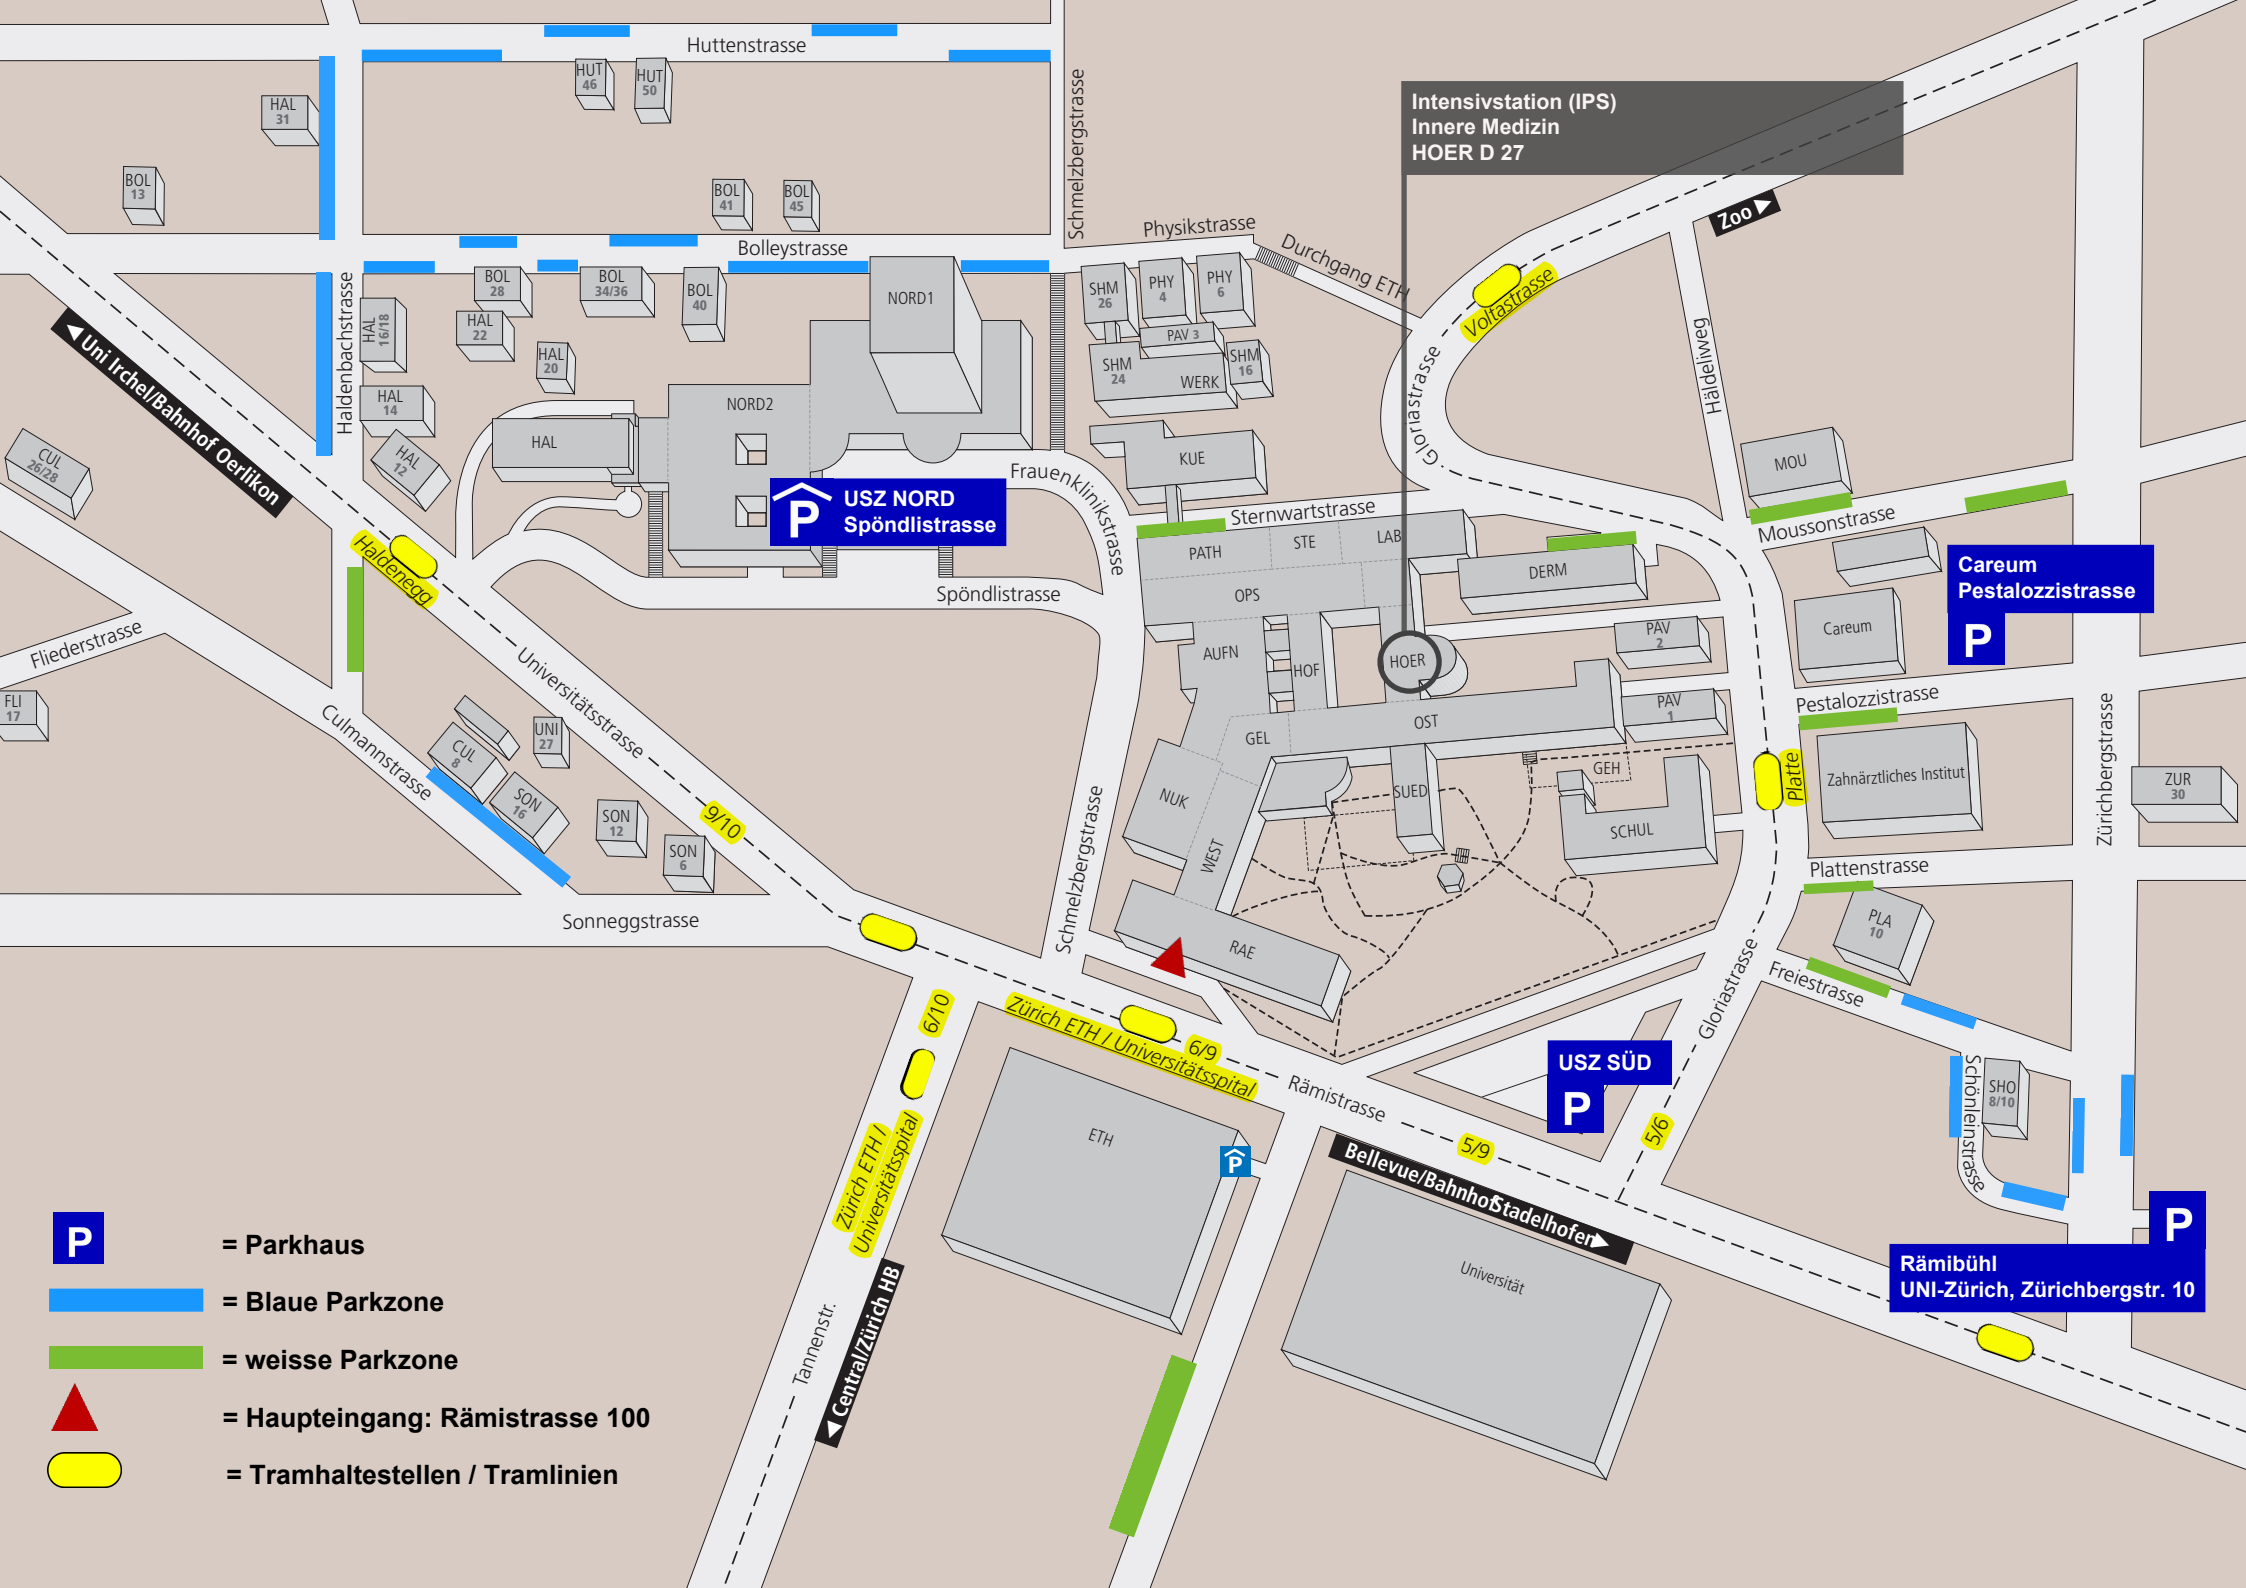 Huttenstrasse
HUT
46
HUT
50
HAL
31
BOL
13
BOL
41
BOL
45
Schmelzbergstrasse
Intensivstation (IPS)
Innere Medizin
HOER D 27
Zoo
Physikstrasse
Durchgang ETH
Bolleystrasse
Haldenbachstrasse
BOL
28
BOL
34/36
BOL
40
NORD1
HAL
16/18
HAL
22
HAL
20
HAL
14
HAL
12
HAL
NORD2
SHM
26
PHY
4
PHY
6
PAV 3
SHM
24
WERK
SHM
16
KUE
Voltastrasse
Gloriastrasse
Häldeliweg
MOU
Moussonstrasse
Uni Irchel/Bahnhof Oerlikon
CUL
26/28
Frauenklinikstrasse
P
USZ NORD
Spöndlistrasse
Sternwartstrasse
PATH
STE
LAB
OPS
DERM
Careum
Pestalozzistrasse
P
Haldenegg
Spöndlistrasse
Fliederstrasse
FLI
17
AUFN
HOF
HOER
PAV
2
Careum
PAV
1
OST
GEL
Pestalozzistrasse
Universitätsstrasse
Culmannstrasse
CUL
8
UNI
27
SON
16
SON
12
SON
6
9/10
Sonneggstrasse
Schmelzbergstrasse
NUK
WEST
SUED
GEH
SCHUL
Platte
Zahnärztliches Institut
Zürichbergstrasse
ZUR
30
Plattenstrasse
PLA
10
RAE
Freiestrasse
Gloriastrasse
6/10
Zürich ETH / Universitätsspital
6/9
Rämistrasse
USZ SÜD
P
5/9
5/6
Schönleinstrasse
SHO
8/10
ETH
P
Zürich ETH /
Universitätsspital
Bellevue/Bahnhof Stadelhofen
Universität
P
Rämibühl
UNI-Zürich, Zürichbergstr. 10
Tannenstr.
Central/Zürich HB
P
= Parkhaus
= Blaue Parkzone
= weisse Parkzone
= Haupteingang: Rämistrasse 100
= Tramhaltestellen / Tramlinien